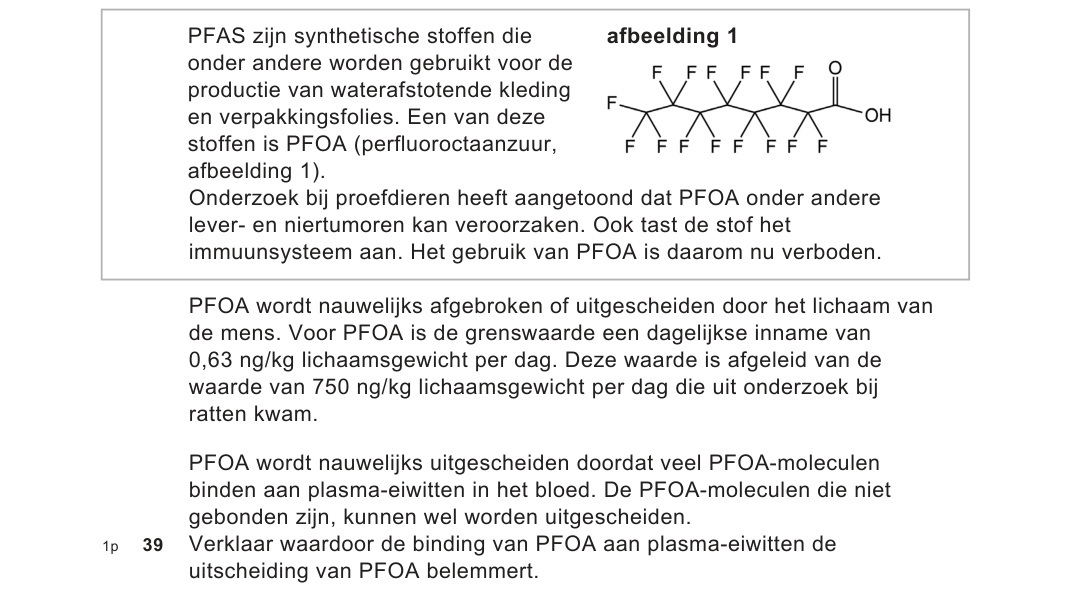 PFAS zijn synthetische stoffen die
onder andere worden gebruikt voor de
productie van waterafstotende kleding
en verpakkingsfolies. Een van deze
stoffen is PFOA (perfluoroctaanzuur,
afbeelding 1).
afbeelding 1
F F F F F F O
F
OH
F F F F F F F F
Onderzoek bij proefdieren heeft aangetoond dat PFOA onder andere
lever- en niertumoren kan veroorzaken. Ook tast de stof het
immuunsysteem aan. Het gebruik van PFOA is daarom nu verboden.
PFOA wordt nauwelijks afgebroken of uitgescheiden door het lichaam van
de mens. Voor PFOA is de grenswaarde een dagelijkse inname van
0,63 ng/kg lichaamsgewicht per dag. Deze waarde is afgeleid van de
waarde van 750 ng/kg lichaamsgewicht per dag die uit onderzoek bij
ratten kwam.
PFOA wordt nauwelijks uitgescheiden doordat veel PFOA-moleculen
binden aan plasma-eiwitten in het bloed. De PFOA-moleculen die niet
gebonden zijn, kunnen wel worden uitgescheiden.
1p 39 Verklaar waardoor de binding van PFOA aan plasma-eiwitten de
uitscheiding van PFOA belemmert.